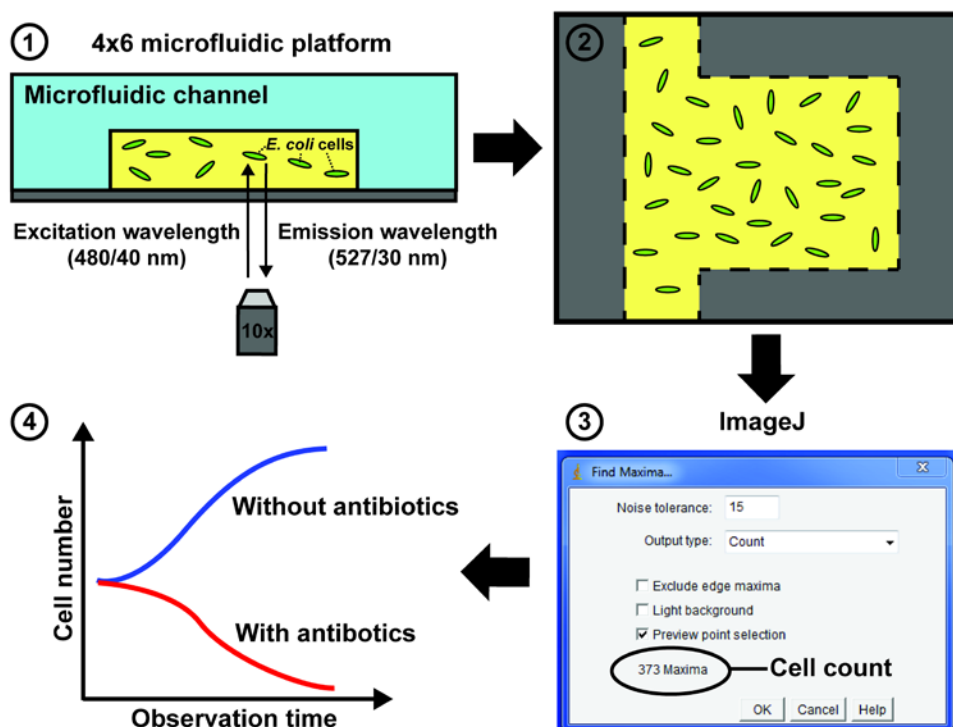 1
4x6 microfluidic platform
Microfluidic channel
E. coli cells
Excitation wavelength
(480/40 nm)
Emission wavelength
(527/30 nm)
10x
2
ImageJ
3
Find Maxima...
x
Noise tolerance: 15
Output type: Count
Exclude edge maxima
Light background
Preview point selection
373 Maxima
Cell count
OK Cancel Help
4
Cell number
Without antibiotics
With antibotics
Observation time